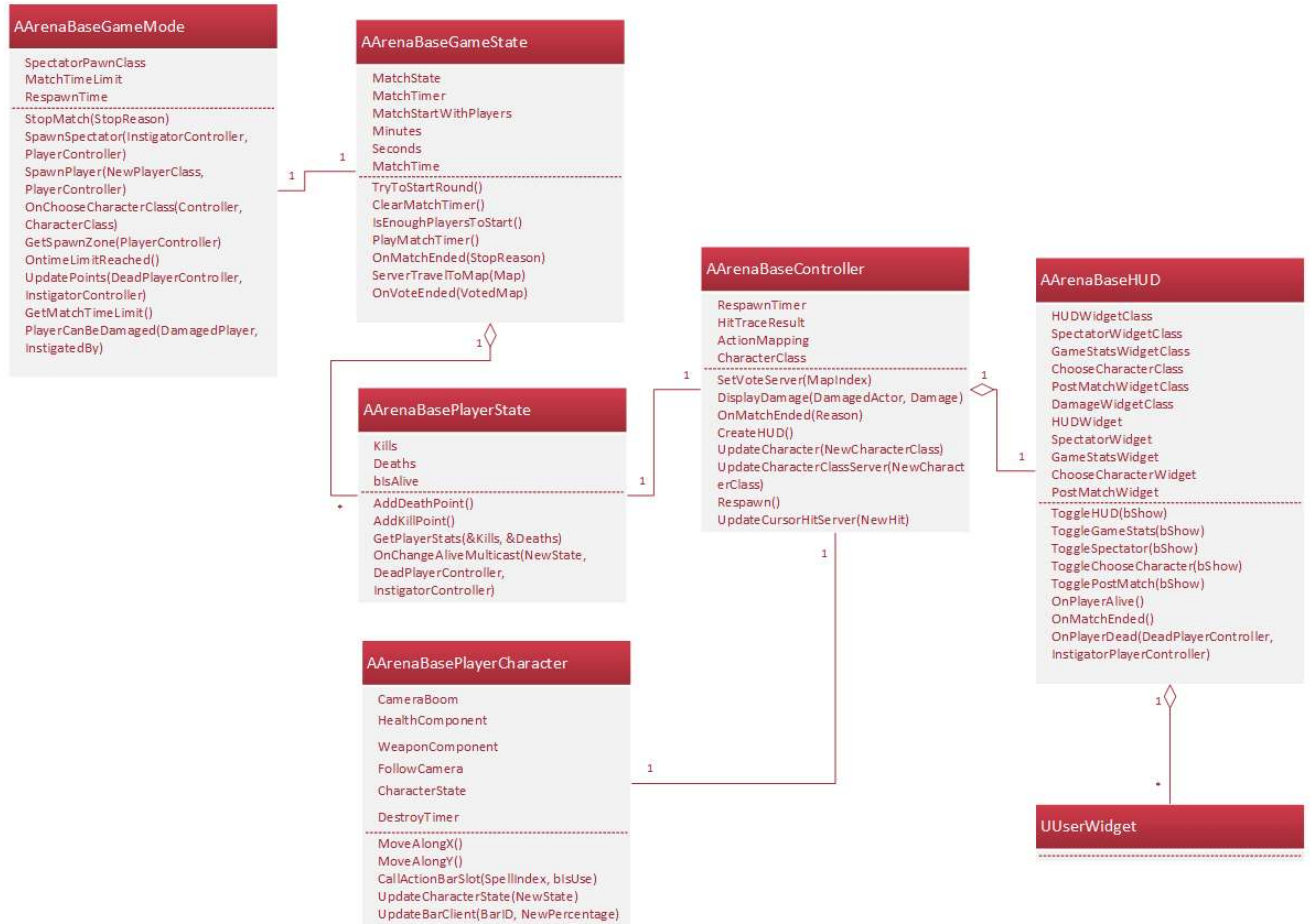 AArenaBaseGameMode
SpectatorPawnClass
MatchTimeLimit
RespawnTime
StopMatch(StopReason)
SpawnSpectator(InstigatorController,
PlayerController)
SpawnPlayer(NewPlayerClass,
PlayerController)
OnChooseCharacterClass(Controller,
CharacterClass)
GetSpawnZone(PlayerController)
OntimeLimitReached()
UpdatePoints(DeadPlayerController,
InstigatorController)
GetMatchTimeLimit()
PlayerCanBeDamaged(DamagedPlayer,
InstigatedBy)
1
1
AArenaBaseGameState
MatchState
MatchTimer
MatchStartWithPlayers
Minutes
Seconds
MatchTime
TryToStartRound()
ClearMatchTimer()
IsEnoughPlayersToStart()
PlayMatchTimer()
OnMatchEnded(StopReason)
ServerTravelToMap(Map)
OnVoteEnded(VotedMap)
1
*
AArenaBasePlayerState
Kills
Deaths
bIsAlive
AddDeathPoint()
AddKillPoint()
GetPlayerStats(&Kills, &Deaths)
OnChangeAliveMulticast(NewState,
DeadPlayerController,
InstigatorController)
1
1
AArenaBaseController
RespawnTimer
HitTraceResult
ActionMapping
CharacterClass
SetVoteServer(MapIndex)
DisplayDamage(DamagedActor, Damage)
OnMatchEnded(Reason)
CreateHUD()
UpdateCharacter(NewCharacterClass)
UpdateCharacterClassServer(NewCharact
erClass)
Respawn()
UpdateCursorHitServer(NewHit)
1
1
1
1
AArenaBaseHUD
HUDWidgetClass
SpectatorWidgetClass
GameStatsWidgetClass
ChooseCharacterClass
PostMatchWidgetClass
DamageWidgetClass
HUDWidget
SpectatorWidget
GameStatsWidget
ChooseCharacterWidget
PostMatchWidget
ToggleHUD(bShow)
ToggleGameStats(bShow)
ToggleSpectator(bShow)
ToggleChooseCharacter(bShow)
TogglePostMatch(bShow)
OnPlayerAlive()
OnMatchEnded()
OnPlayerDead(DeadPlayerController,
InstigatorPlayerController)
1
*
UUserWidget
AArenaBasePlayerCharacter
CameraBoom
HealthComponent
WeaponComponent
FollowCamera
CharacterState
DestroyTimer
MoveAlongX()
MoveAlongY()
CallActionBarSlot(SpellIndex, bIsUse)
UpdateCharacterState(NewState)
UpdateBarClient(BarID, NewPercentage)